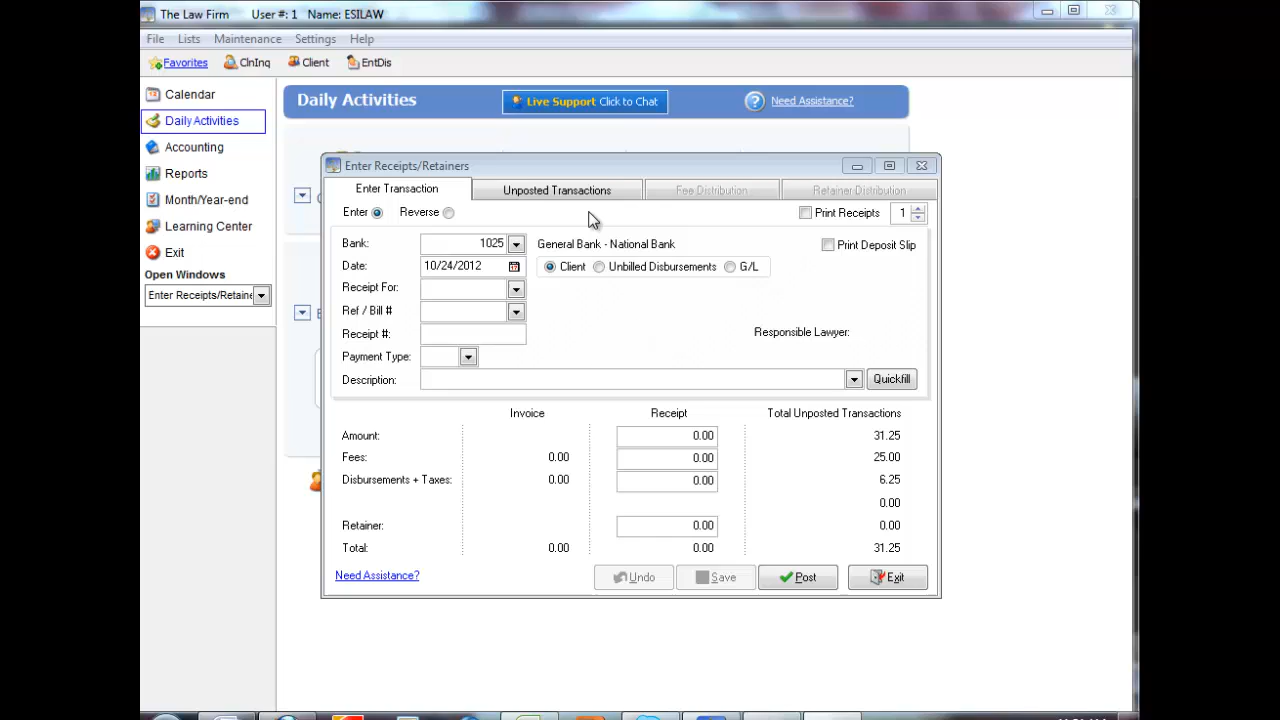 The Law Firm User #: 1 Name: ESILAW
File Lists Maintenance Settings Help
Favorites ClnInq Client EntDis
Calendar
Daily Activities
Accounting
Reports
Month/Year-end
Learning Center
Exit
Open Windows
Enter Receipts/Retaine
Daily Activities Live Support Click to Chat ? Need Assistance?
Enter Receipts/Retainers
Enter Transaction Unposted Transactions Fee Distribution Retainer Distribution
Enter Reverse Print Receipts 1
Bank: 1025 General Bank - National Bank Print Deposit Slip
Date: 10/24/2012 Client Unbilled Disbursements G/L
Receipt For:
Ref / Bill #
Receipt #: Responsible Lawyer:
Payment Type:
Description: Quickfill
Invoice Receipt Total Unposted Transactions
Amount: 0.00 31.25
Fees: 0.00 0.00 25.00
Disbursements + Taxes: 0.00 0.00 6.25
0.00
Retainer: 0.00 0.00
Total: 0.00 0.00 31.25
Need Assistance? Undo Save Post Exit